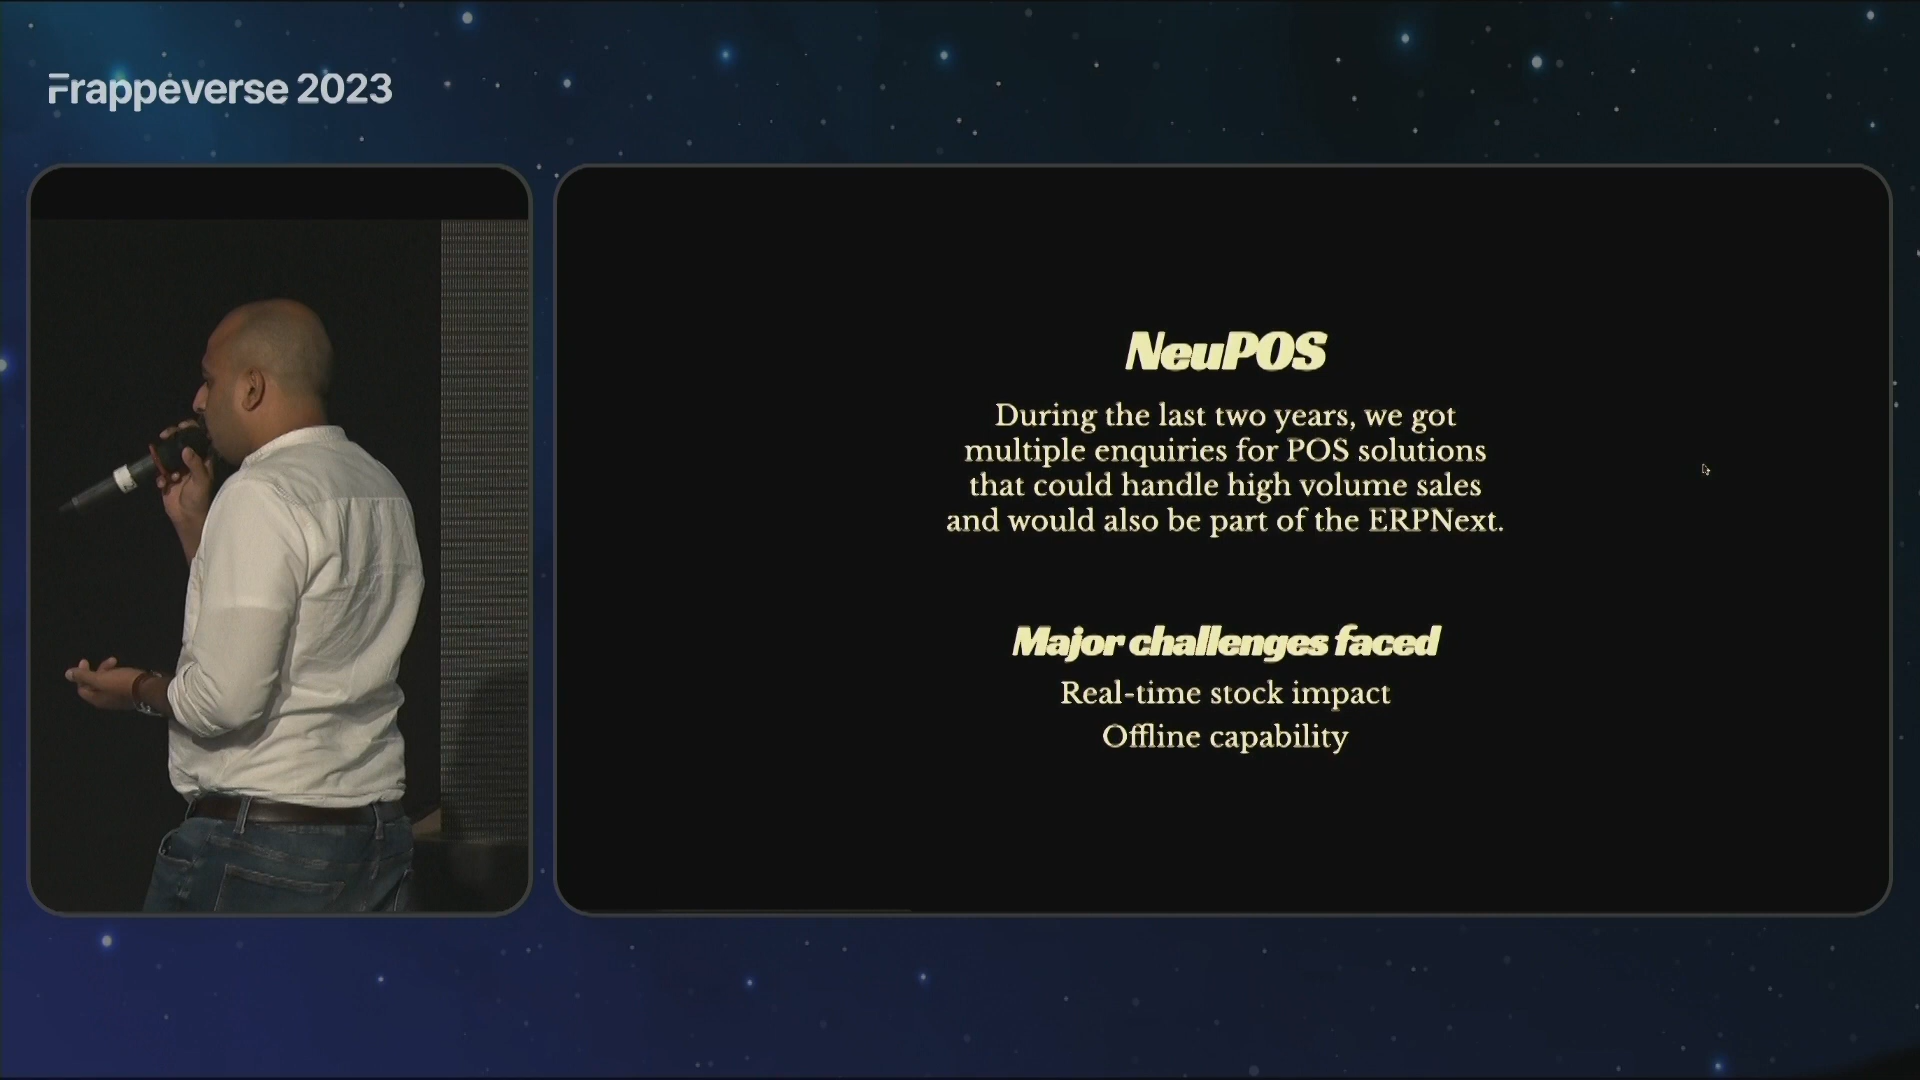 Frappeverse 2023
NeuPOS
During the last two years, we got
multiple enquiries for POS solutions
that could handle high volume sales
and would also be part of the ERPNext.
Major challenges faced
Real-time stock impact
Offline capability